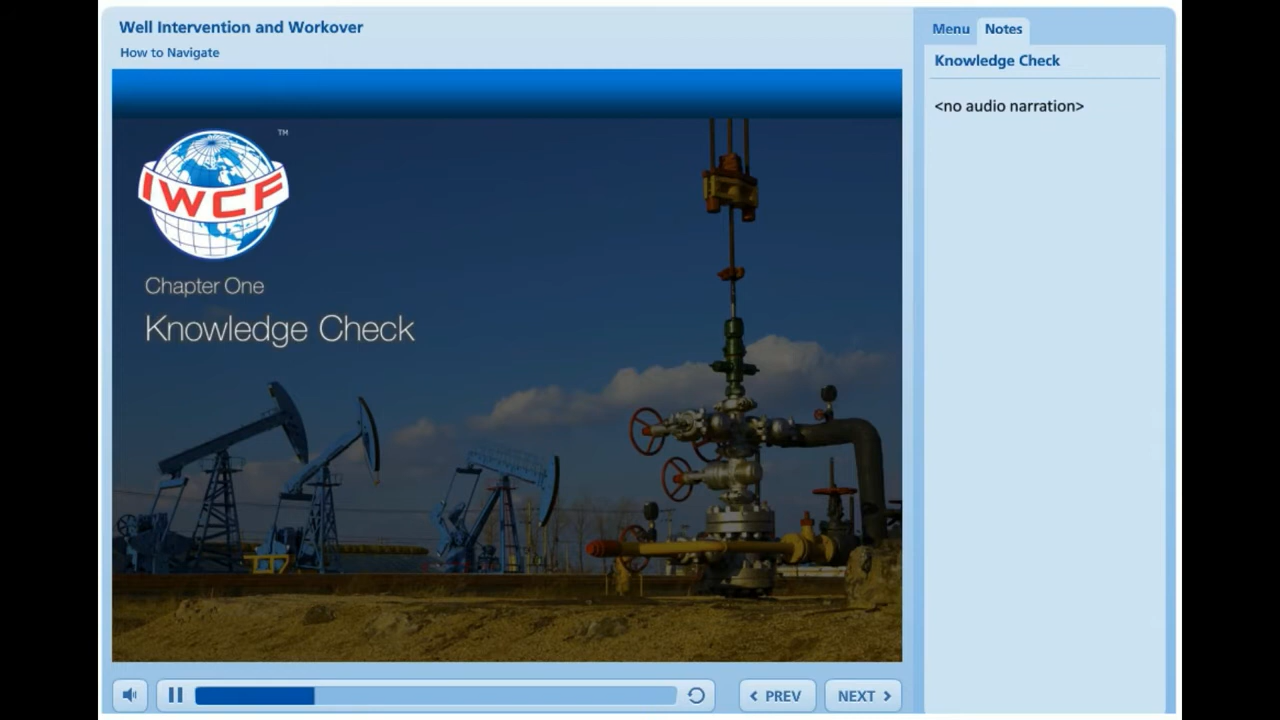 Well Intervention and Workover
How to Navigate
Menu
Notes
Knowledge Check
<no audio narration>
IWCF
TM
Chapter One
Knowledge Check
PREV
NEXT